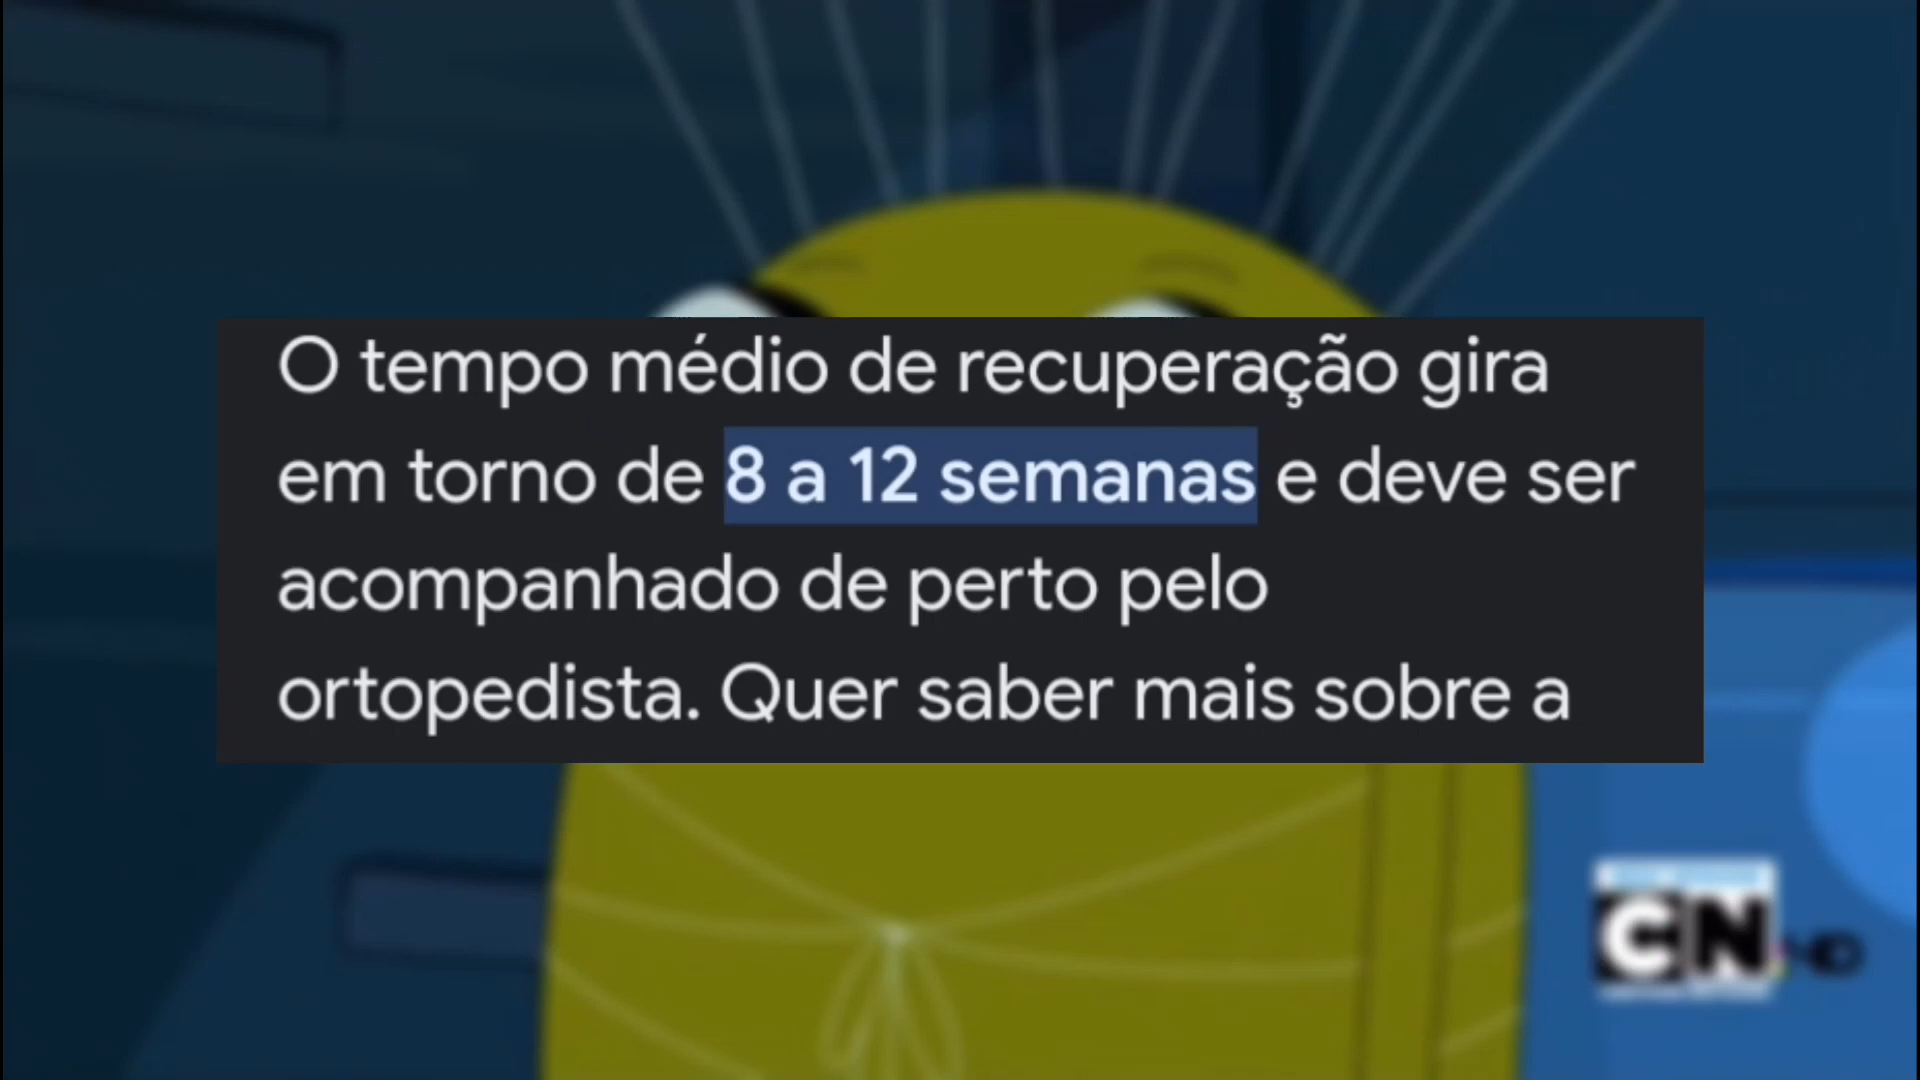 O tempo médio de recuperação gira
em torno de 8 a 12 semanas e deve ser
acompanhado de perto pelo
ortopedista. Quer saber mais sobre a
CN HD